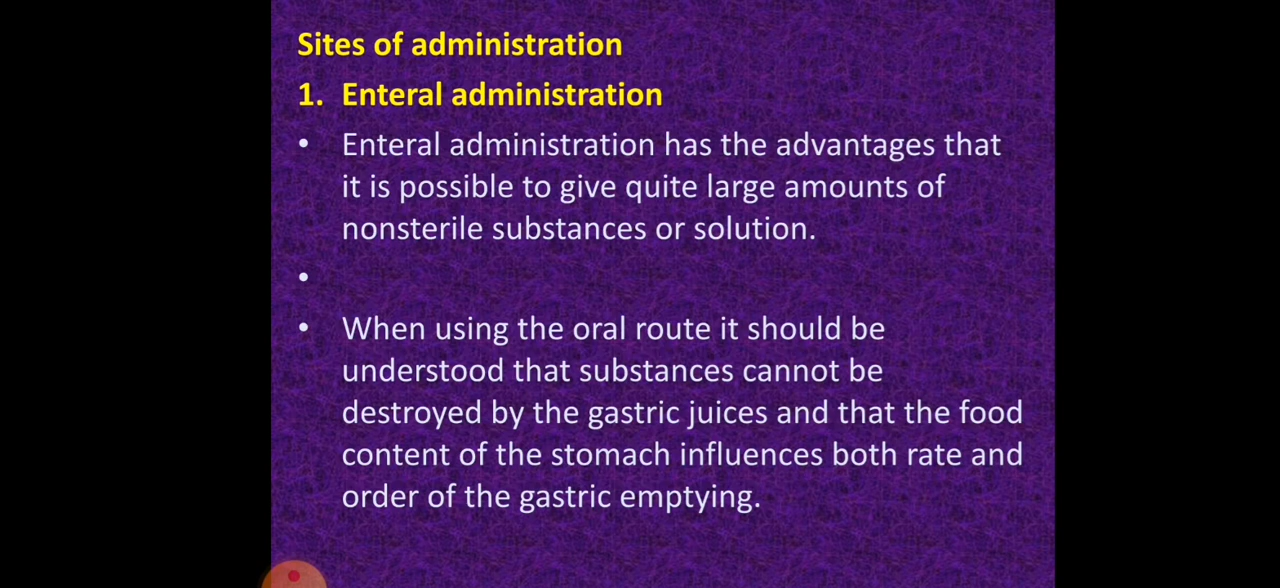 Sites of administration
1. Enteral administration
• Enteral administration has the advantages that
it is possible to give quite large amounts of
nonsterile substances or solution.
•
• When using the oral route it should be
understood that substances cannot be
destroyed by the gastric juices and that the food
content of the stomach influences both rate and
order of the gastric emptying.